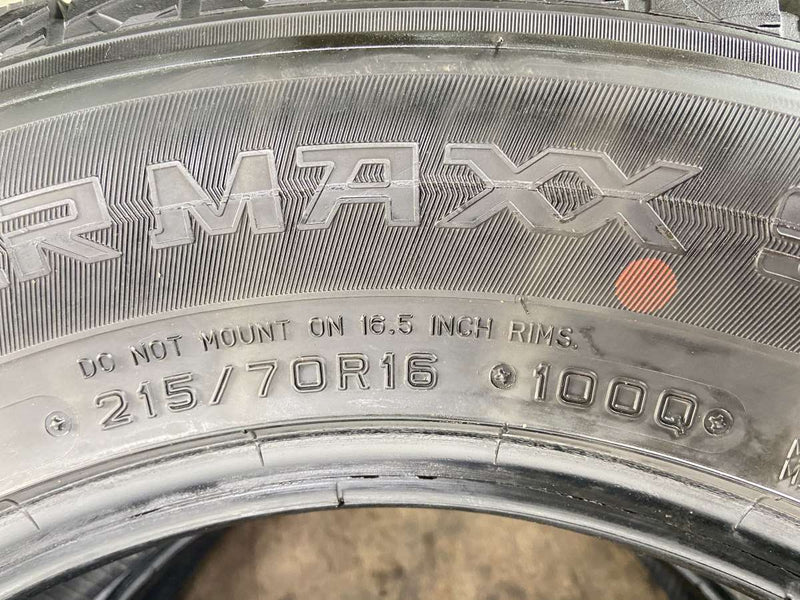 RMAXX
DO NOT MOUNT ON 16.5 INCH RIMS.
215/70R16 100Q